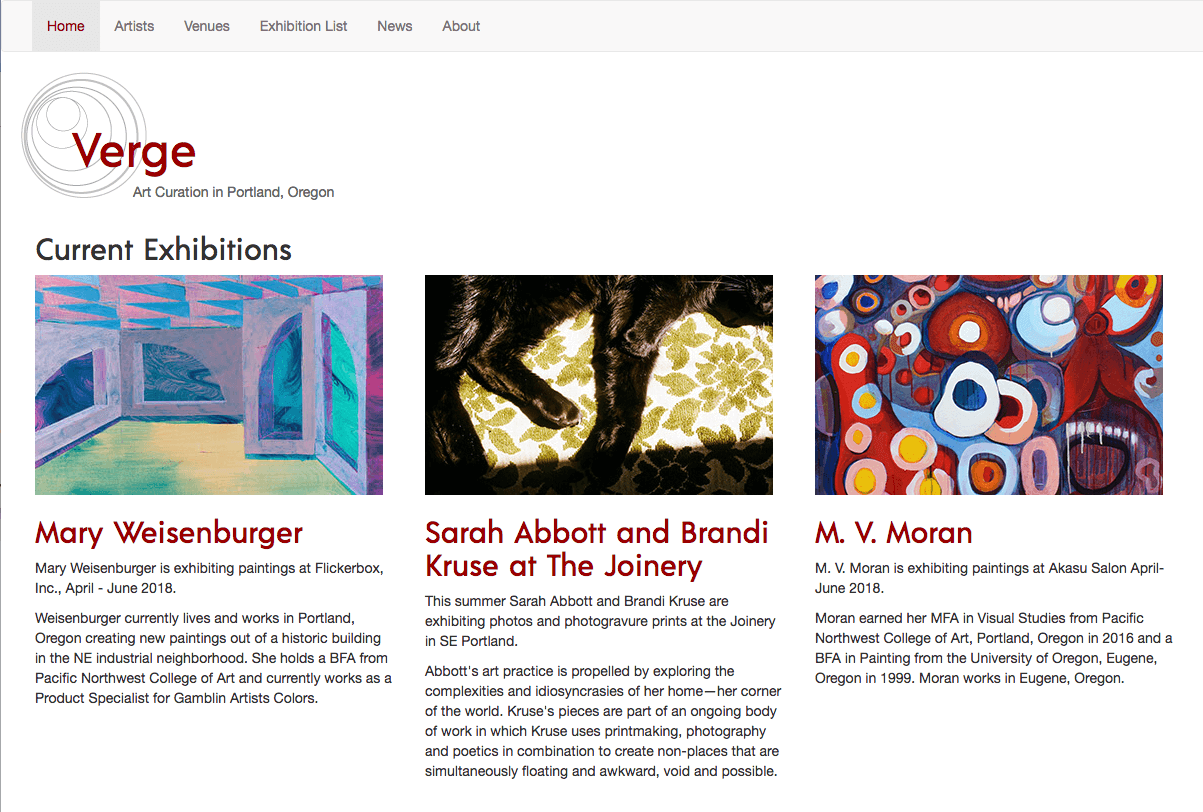 Home Artists Venues Exhibition List News About
Verge
Art Curation in Portland, Oregon
Current Exhibitions
Mary Weisenburger
Mary Weisenburger is exhibiting paintings at Flickerbox,
Inc., April - June 2018.
Weisenburger currently lives and works in Portland,
Oregon creating new paintings out of a historic building
in the NE industrial neighborhood. She holds a BFA from
Pacific Northwest College of Art and currently works as a
Product Specialist for Gamblin Artists Colors.
Sarah Abbott and Brandi
Kruse at The Joinery
This summer Sarah Abbott and Brandi Kruse are
exhibiting photos and photogravure prints at the Joinery
in SE Portland.
Abbott's art practice is propelled by exploring the
complexities and idiosyncrasies of her home—her corner
of the world. Kruse's pieces are part of an ongoing body
of work in which Kruse uses printmaking, photography
and poetics in combination to create non-places that are
simultaneously floating and awkward, void and possible.
M. V. Moran
M. V. Moran is exhibiting paintings at Akasu Salon April-
June 2018.
Moran earned her MFA in Visual Studies from Pacific
Northwest College of Art, Portland, Oregon in 2016 and a
BFA in Painting from the University of Oregon, Eugene,
Oregon in 1999. Moran works in Eugene, Oregon.